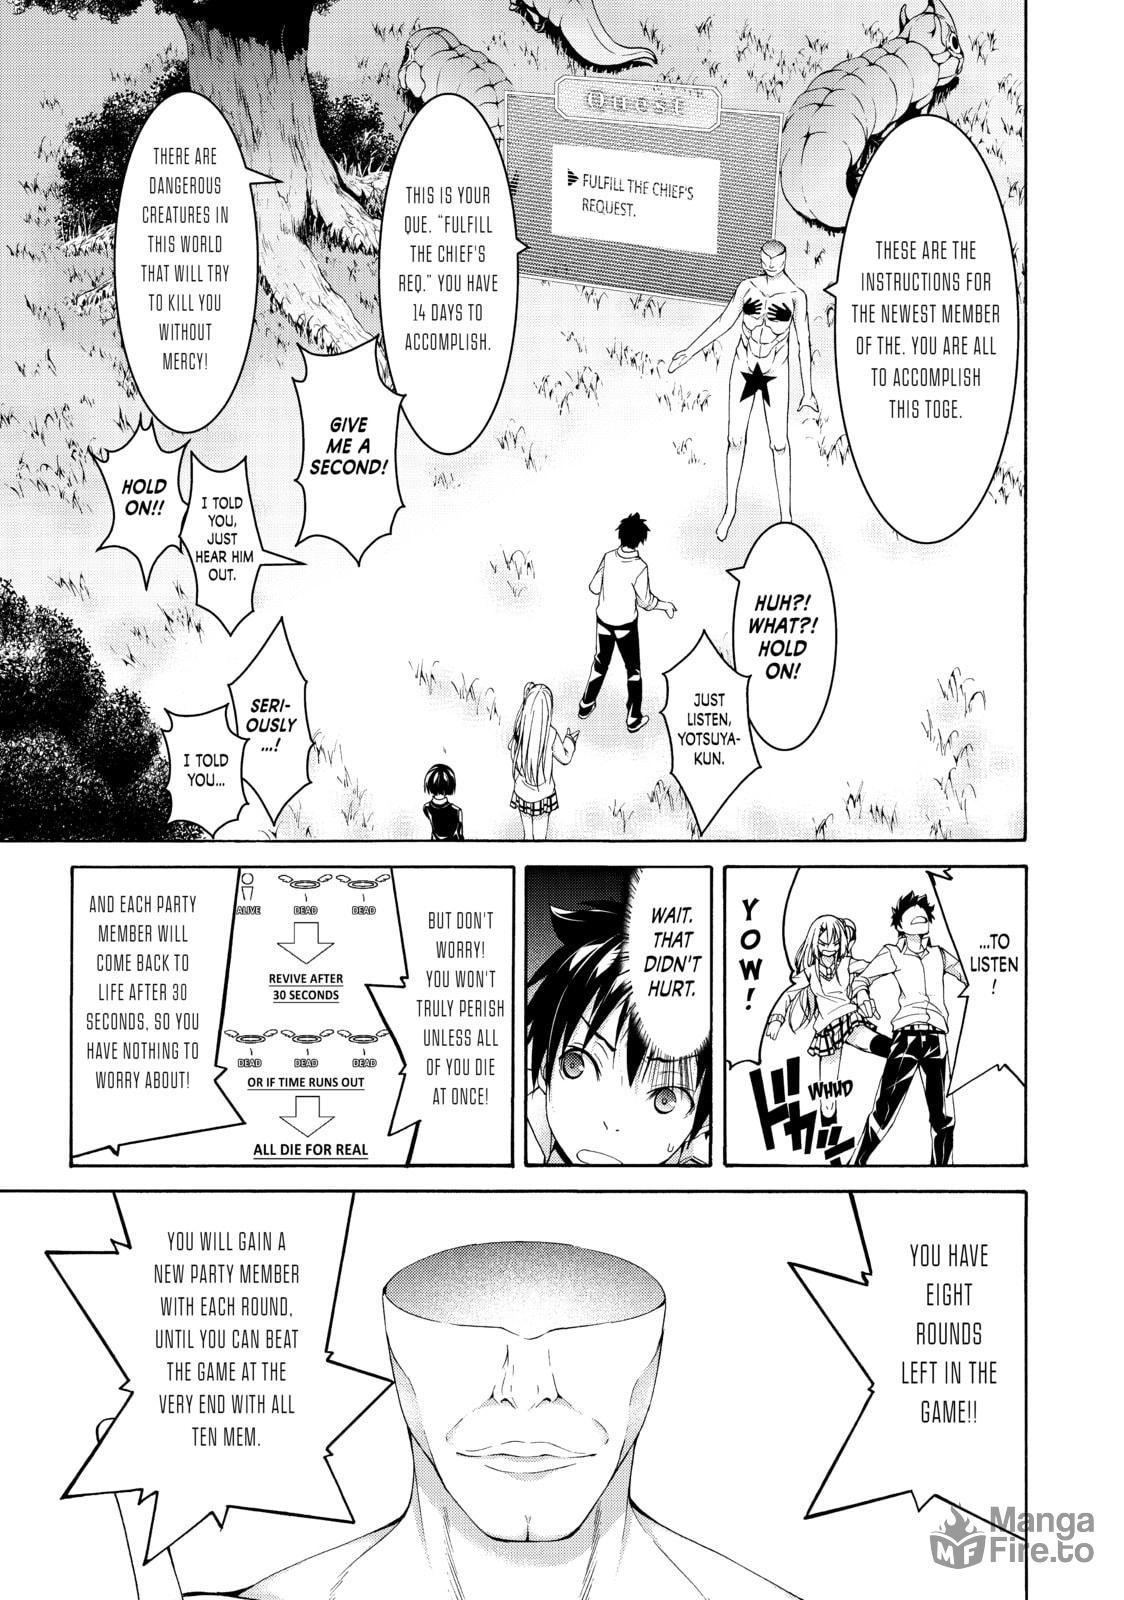 THESE ARE THE
INSTRUCTIONS FOR
THE NEWEST MEMBER
OF THE. YOU ARE ALL
TO ACCOMPLISH
THIS TOGE.
Quest
FULFILL THE CHIEF'S
REQUEST.
THIS IS YOUR
QUE. "FULFILL
THE CHIEF'S
REQ." YOU HAVE
14 DAYS TO
ACCOMPLISH.
THERE ARE
DANGEROUS
CREATURES IN
THIS WORLD
THAT WILL TRY
TO KILL YOU
WITHOUT
MERCY!
HUH?!
WHAT?!
HOLD
ON!
JUST
LISTEN,
YOTSUYA-
KUN.
GIVE
ME A
SECOND!
I TOLD
YOU,
JUST
HEAR HIM
OUT.
HOLD
ON!!
SERI-
OUSLY
...!
I TOLD
YOU...
...TO
LISTEN
!
YOW!
WHUD
ドカッ
WAIT.
THAT
DIDN'T
HURT.
BUT DON'T
WORRY!
YOU WON'T
TRULY PERISH
UNLESS ALL
OF YOU DIE
AT ONCE!
ALIVE DEAD DEAD
REVIVE AFTER
30 SECONDS
DEAD DEAD DEAD
OR IF TIME RUNS OUT
ALL DIE FOR REAL
AND EACH PARTY
MEMBER WILL
COME BACK TO
LIFE AFTER 30
SECONDS, SO YOU
HAVE NOTHING TO
WORRY ABOUT!
YOU HAVE
EIGHT
ROUNDS
LEFT IN THE
GAME!!
YOU WILL GAIN A
NEW PARTY MEMBER
WITH EACH ROUND,
UNTIL YOU CAN BEAT
THE GAME AT THE
VERY END WITH ALL
TEN MEM.
MF
Manga
Fire.to